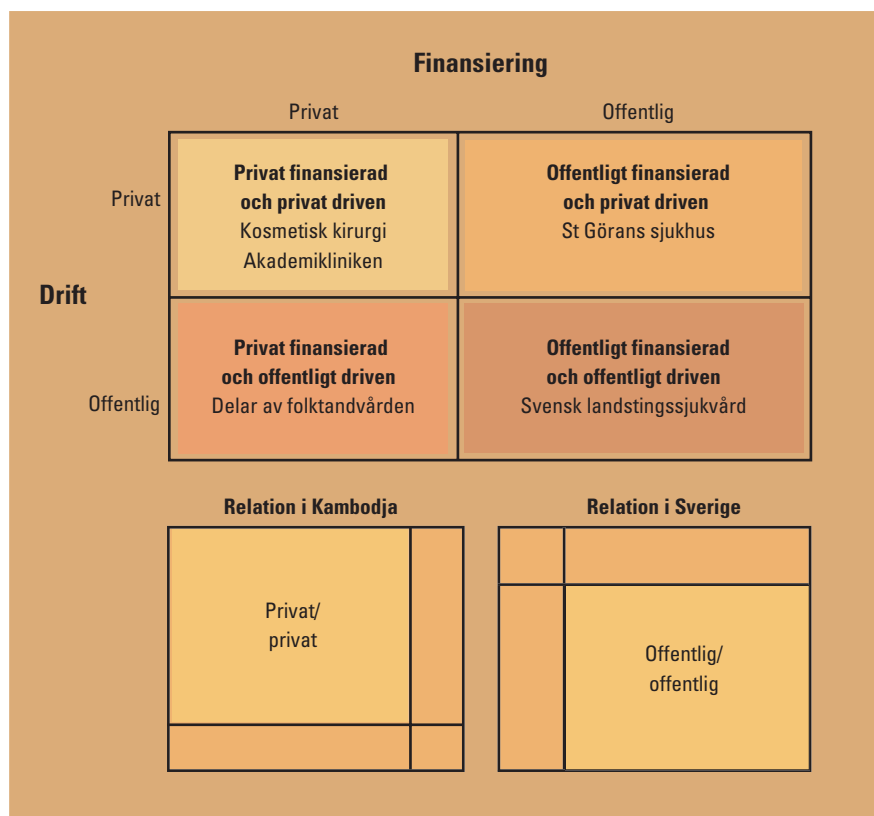 Finansiering
Privat
Offentlig
Drift
Privat
Privat finansierad
och privat driven
Kosmetisk kirurgi
Akademikliniken
Offentligt finansierad
och privat driven
St Görans sjukhus
Offentlig
Privat finansierad
och offentligt driven
Delar av folktandvården
Offentligt finansierad
och offentligt driven
Svensk landstingssjukvård
Relation i Kambodja
Privat/
privat
Relation i Sverige
Offentlig/
offentlig